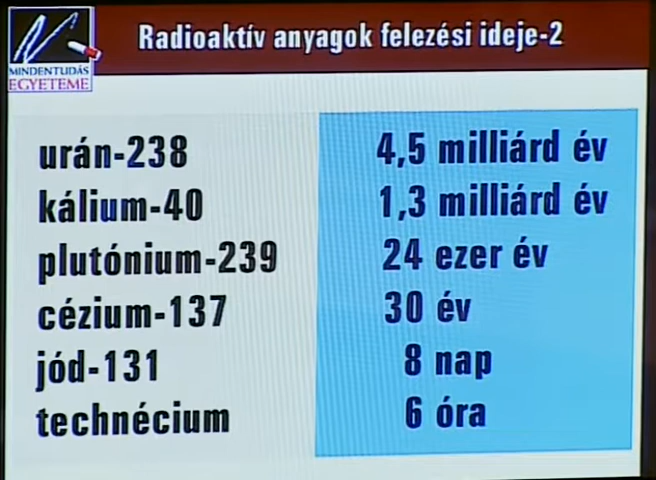 Radioaktív anyagok felezési ideje-2
MINDENTUDÁS
EGYETEME
urán-238 4,5 milliárd év
kálium-40 1,3 milliárd év
plutónium-239 24 ezer év
cézium-137 30 év
jód-131 8 nap
technécium 6 óra